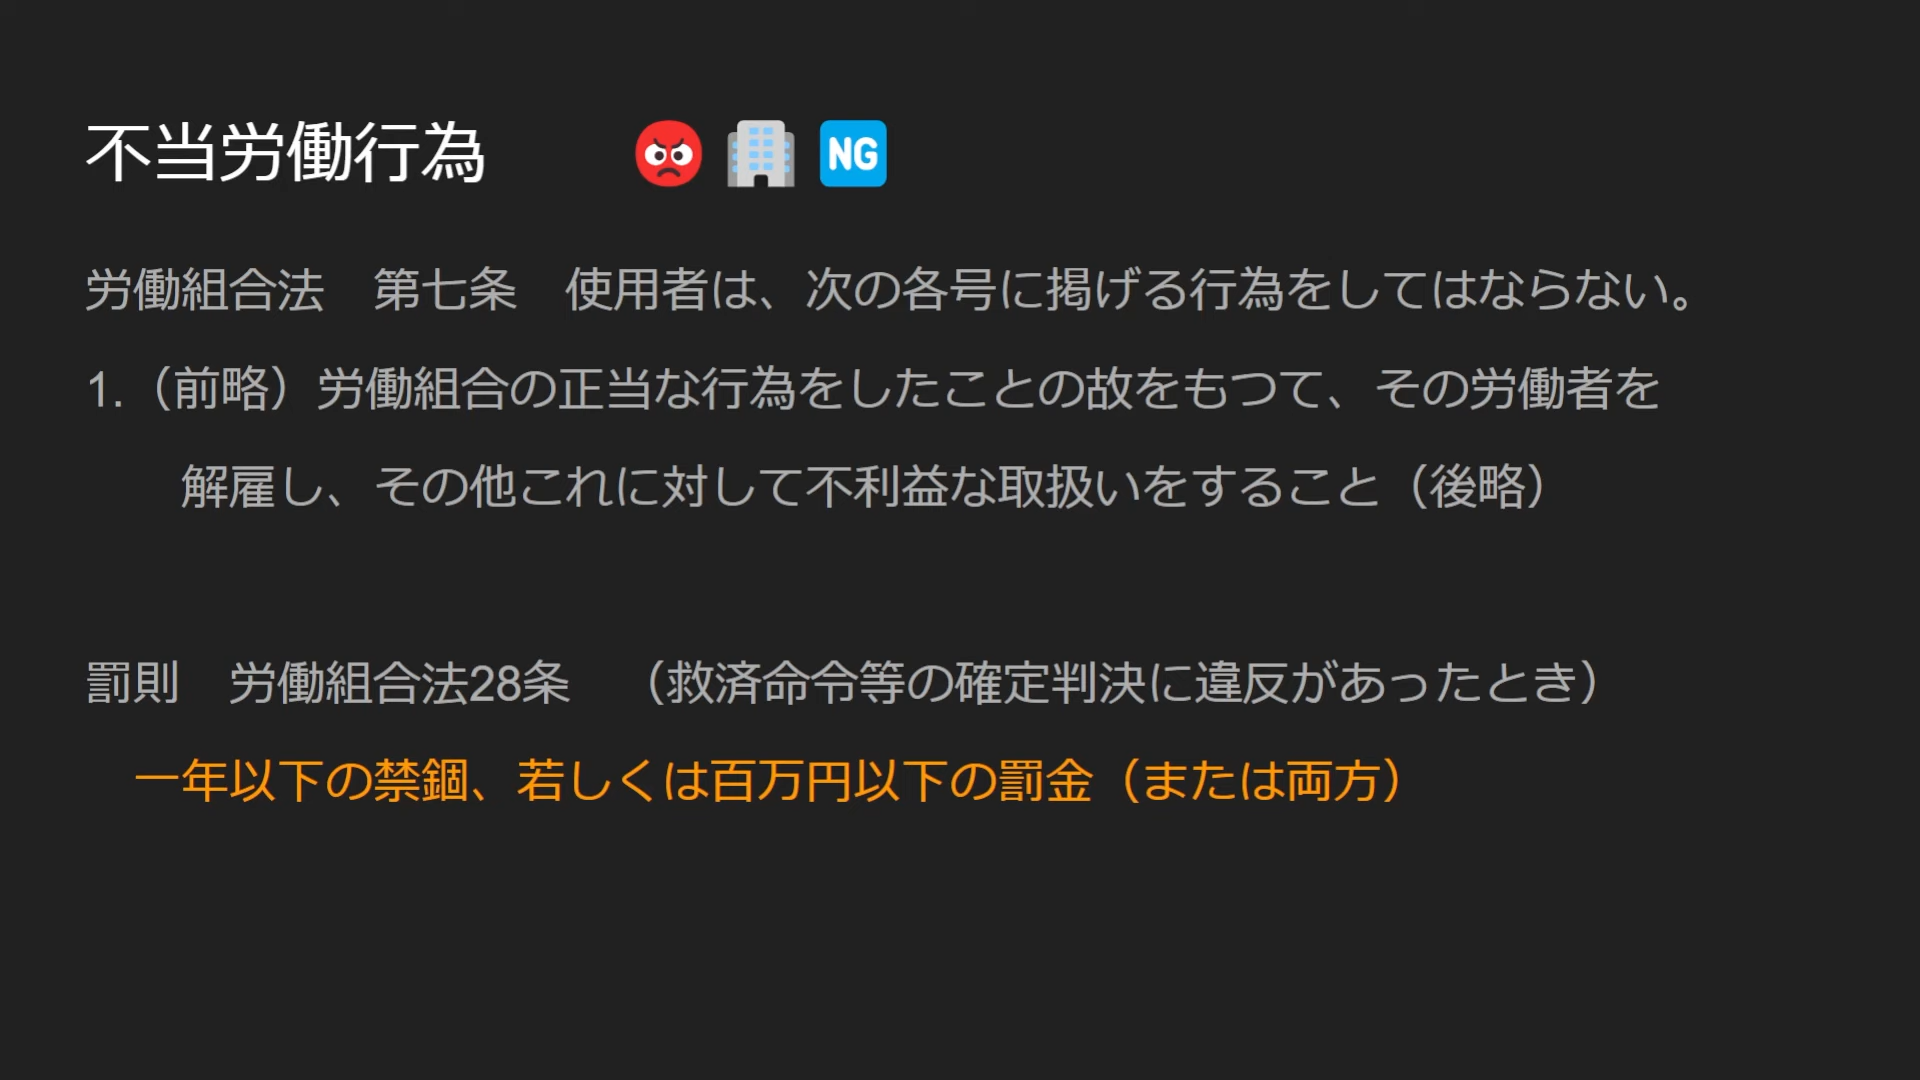 不当労働行為 😡 🏢 🆖
労働組合法　第七条　使用者は、次の各号に掲げる行為をしてはならない。
1.（前略）労働組合の正当な行為をしたことの故をもつて、その労働者を
解雇し、その他これに対して不利益な取扱いをすること（後略）
罰則　労働組合法28条　（救済命令等の確定判決に違反があったとき）
一年以下の禁錮、若しくは百万円以下の罰金（または両方）